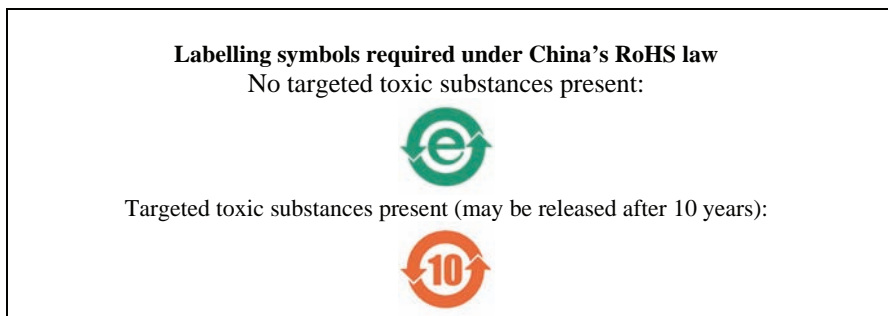 Labelling symbols required under China's RoHS law
No targeted toxic substances present:
e
Targeted toxic substances present (may be released after 10 years):
10